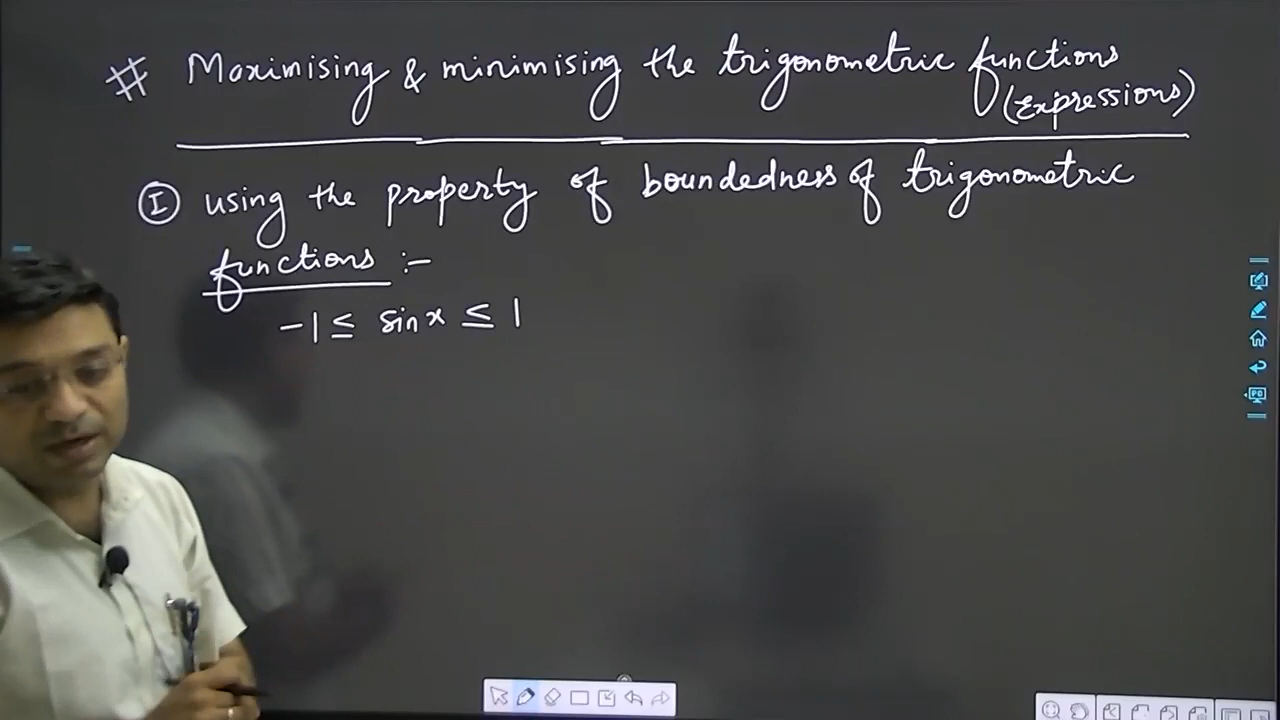 # Maximising & minimising the trigonometric functions
(Expressions)
Ⓘ using the property of boundedness of trigonometric
functions :-
-1 ≤ sin x ≤ 1